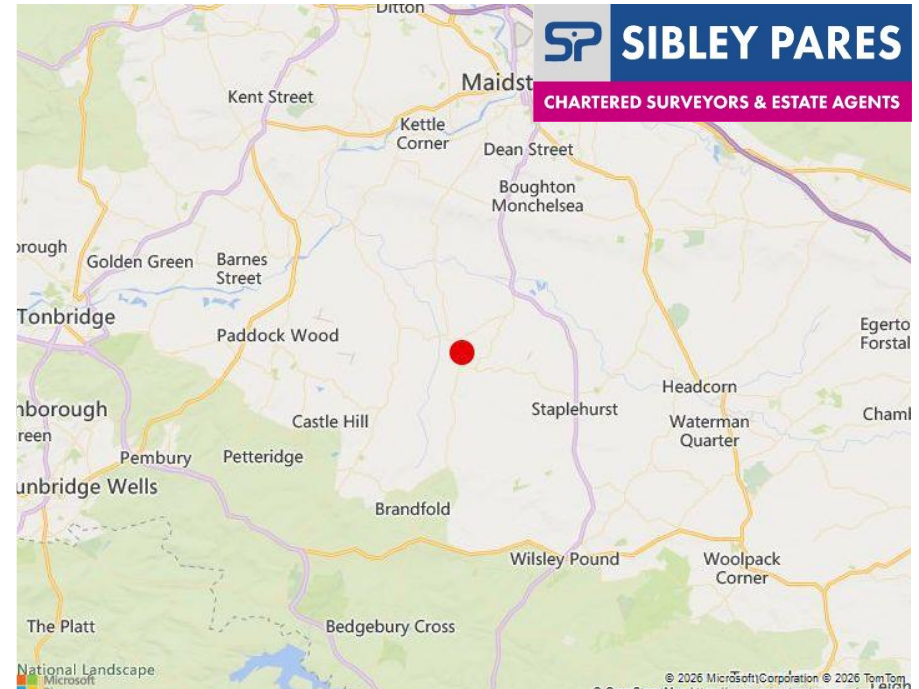 Ditton
SP SIBLEY PARES
CHARTERED SURVEYORS & ESTATE AGENTS
Maidst
Kent Street
Kettle
Corner
Dean Street
Boughton
Monchelsea
orough
Golden Green
Barnes
Street
Tonbridge
Paddock Wood
Egerto
Forstal
Headcorn
nborough
reen
Castle Hill
Staplehurst
Waterman
Quarter
Chaml
Pembury
Petteridge
unbridge Wells
Brandfold
Wilsley Pound
Woolpack
Corner
The Platt
Bedgebury Cross
National Landscape
Microsoft
© 2026 Microsoft Corporation © 2026 TomTom